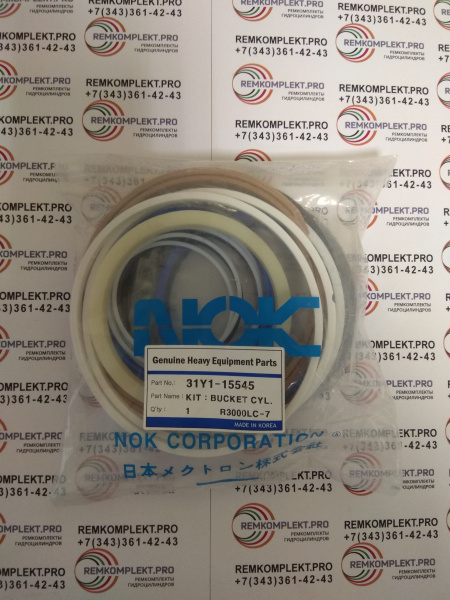 REMKOMPLEKT.PRO
+7(343)361-42-43
РЕМКОМПЛЕКТЫ
ГИДРОЦИЛИНДРОВ
NOK
Genuine Heavy Equipment Parts
Part No.: 31Y1-15545
Part Name: KIT : BUCKET CYL.
Q'ty : 1 R3000LC-7
MADE IN KOREA
NOK CORPORATION ®
日本メクトロン株式会社